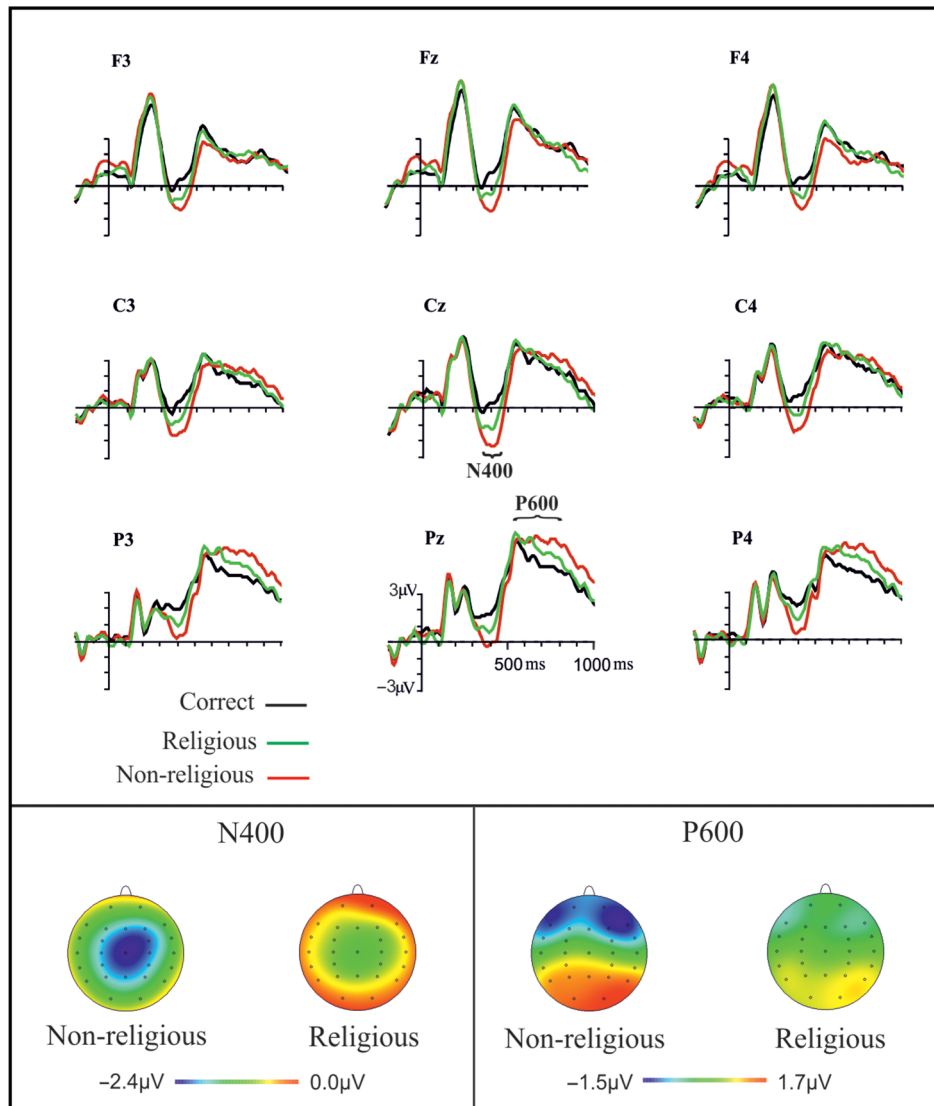 F3 Fz F4
C3 Cz C4
N400
P600
P3 Pz P4
3µV
500 ms 1000 ms
−3µV
Correct
Religious
Non-religious
N400 P600
Non-religious Religious Non-religious Religious
−2.4µV 0.0µV −1.5µV 1.7µV